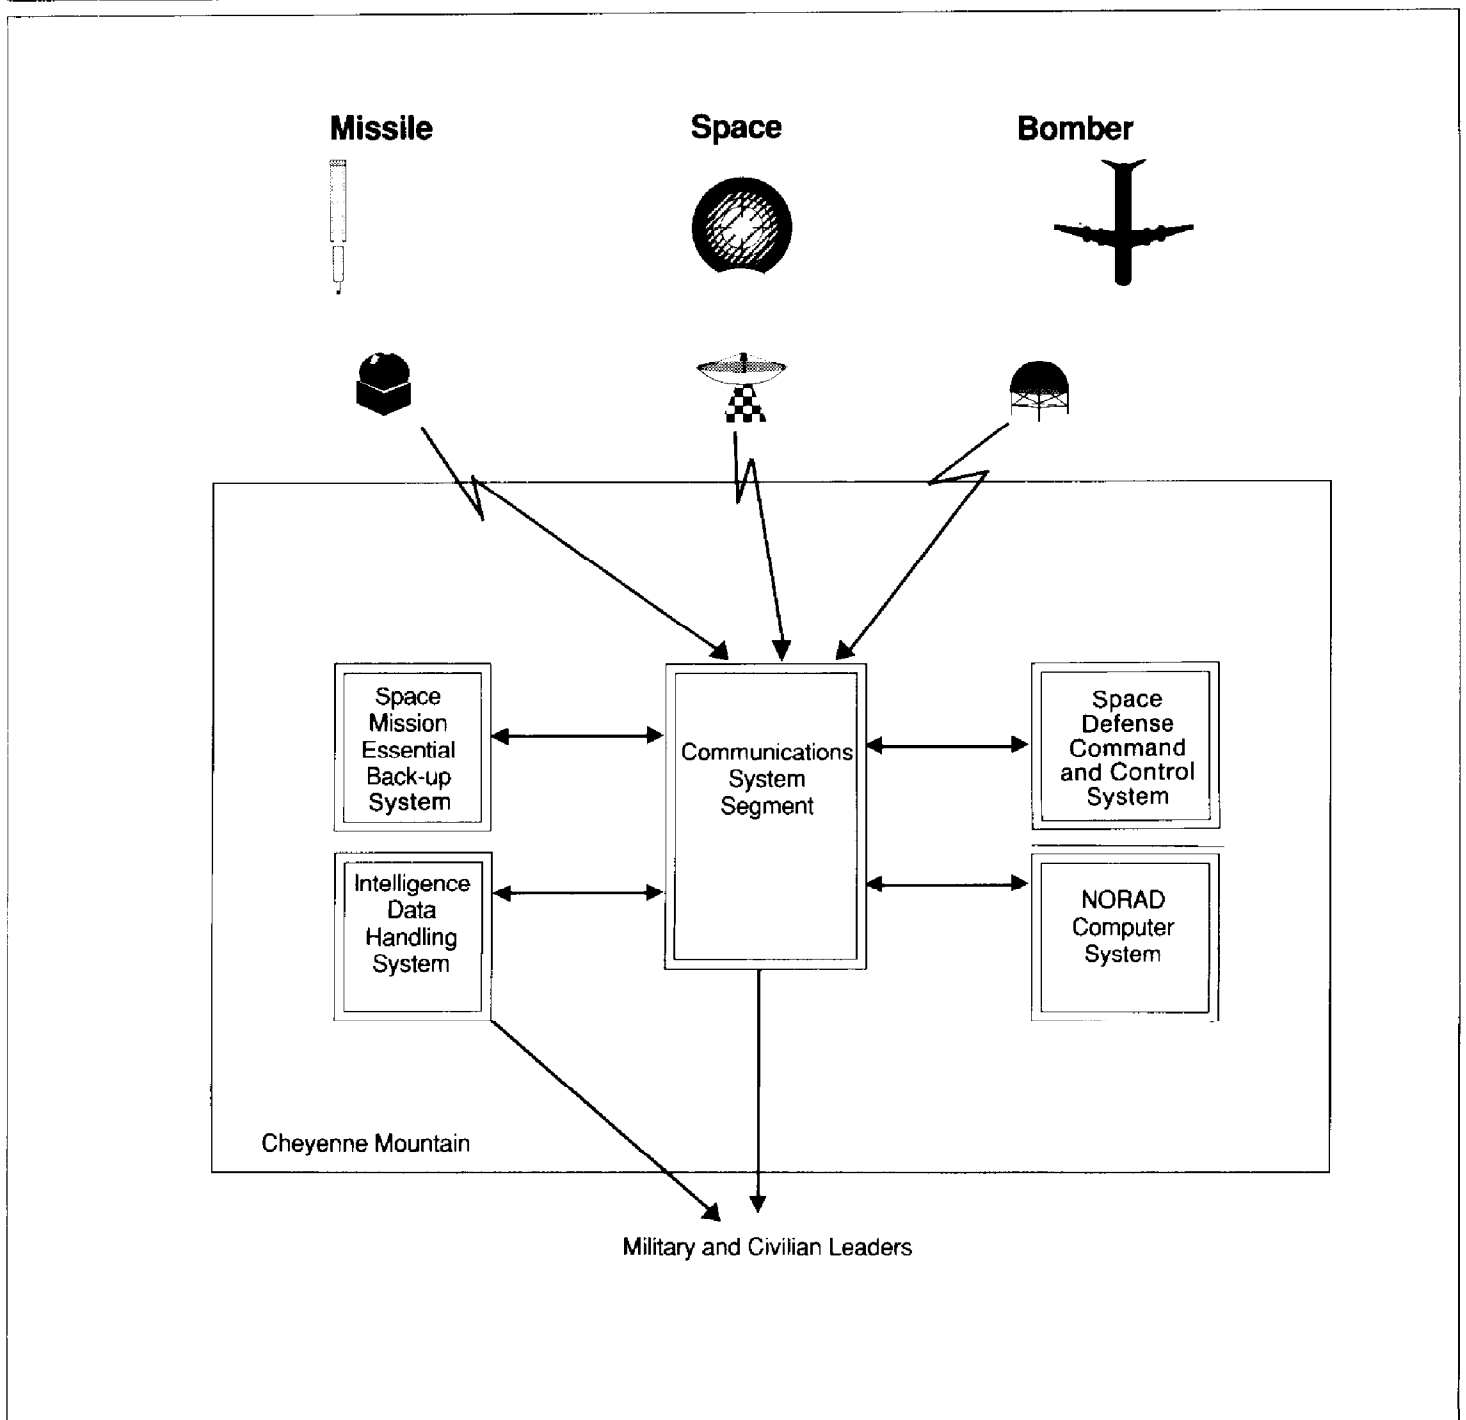 Missile
Space
Bomber
Space
Mission
Essential
Back-up
System
Communications
System
Segment
Space
Defense
Command
and Control
System
Intelligence
Data
Handling
System
NORAD
Computer
System
Cheyenne Mountain
Military and Civilian Leaders